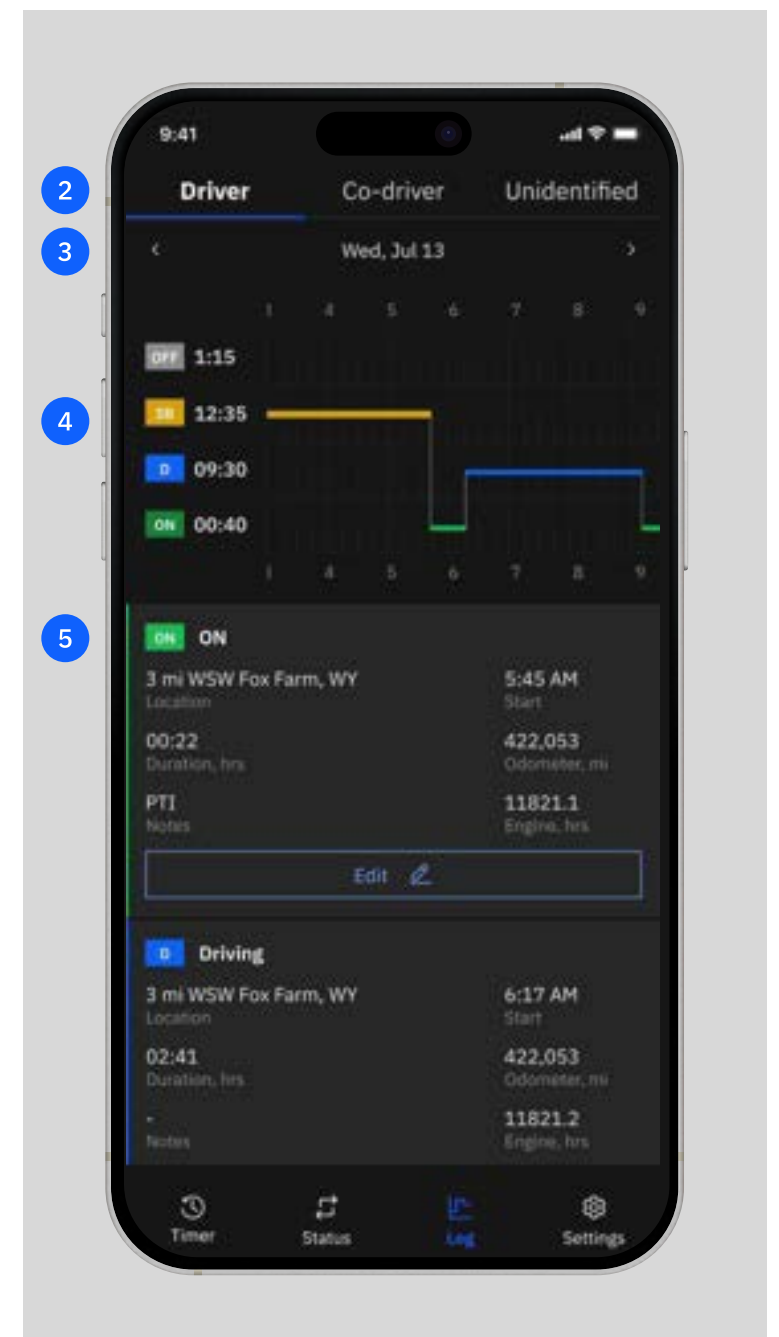 9:41
2 Driver Co-driver Unidentified
3 < Wed, Jul 13 >
4 5 6 7 8 9
OFF 1:15
4 SB 12:35
D 09:30
ON 00:40
4 5 6 7 8 9
5 ON ON
3 mi WSW Fox Farm, WY 5:45 AM
Location Start
00:22 422,053
Duration, hrs Odometer, mi
PTI 11821.1
Notes Engine, hrs
Edit
D Driving
3 mi WSW Fox Farm, WY 6:17 AM
Location Start
02:41 422,053
Duration, hrs Odometer, mi
- 11821.2
Notes Engine, hrs
Timer Status Log Settings